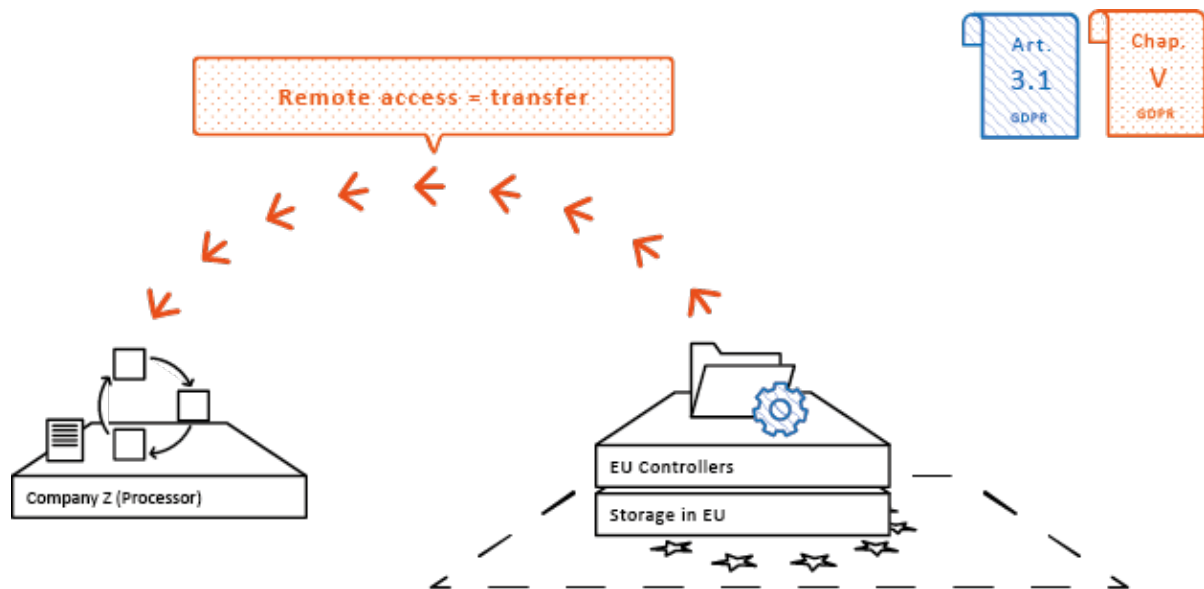 Art.
3.1
GDPR
Chap.
V
GDPR
Remote access = transfer
Company Z (Processor)
EU Controllers
Storage in EU